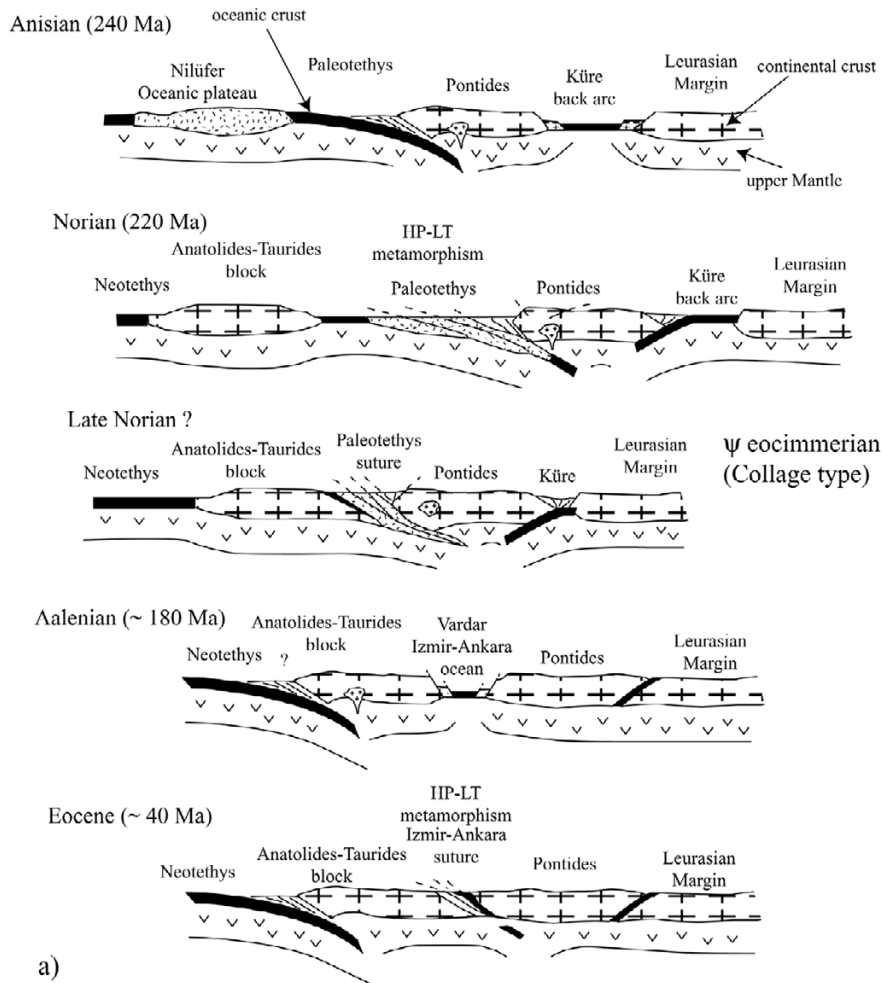 Anisian (240 Ma)
oceanic crust
Nilüfer
Oceanic plateau
Paleotethys
Pontides
Küre
back arc
Leurasian
Margin
continental crust
upper Mantle
Norian (220 Ma)
Neotethys
Anatolides-Taurides
block
HP-LT
metamorphism
Paleotethys
Pontides
Küre
back arc
Leurasian
Margin
Late Norian ?
Neotethys
Anatolides-Taurides
block
Paleotethys
suture
Pontides
Küre
Leurasian
Margin
ψ eocimmerian
(Collage type)
Aalenian (~ 180 Ma)
Neotethys ?
Anatolides-Taurides
block
Vardar
Izmir-Ankara
ocean
Pontides
Leurasian
Margin
Eocene (~ 40 Ma)
Neotethys
Anatolides-Taurides
block
HP-LT
metamorphism
Izmir-Ankara
suture
Pontides
Leurasian
Margin
a)